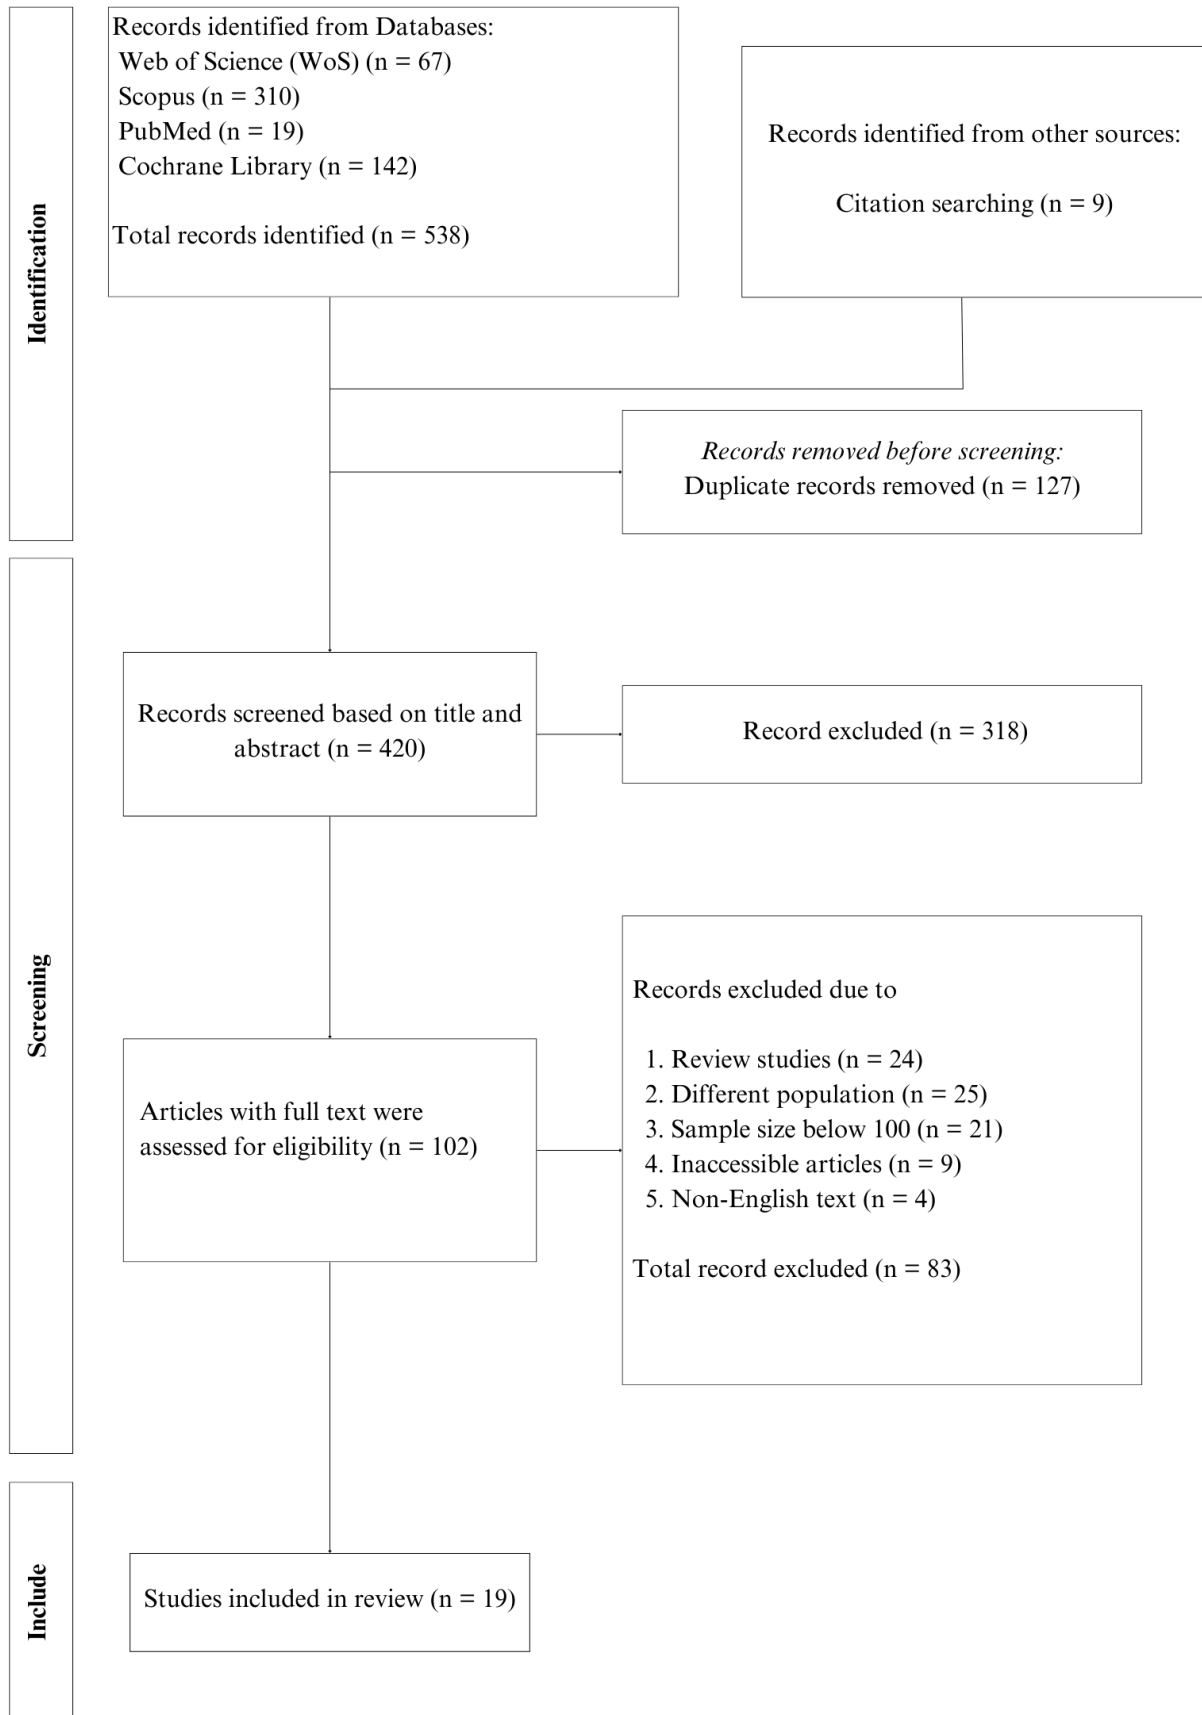 Identification
Records identified from Databases:
Web of Science (WoS) (n = 67)
Scopus (n = 310)
PubMed (n = 19)
Cochrane Library (n = 142)
Total records identified (n = 538)
Records identified from other sources:
Citation searching (n = 9)
Records removed before screening:
Duplicate records removed (n = 127)
Screening
Records screened based on title and
abstract (n = 420)
Record excluded (n = 318)
Articles with full text were
assessed for eligibility (n = 102)
Records excluded due to
1. Review studies (n = 24)
2. Different population (n = 25)
3. Sample size below 100 (n = 21)
4. Inaccessible articles (n = 9)
5. Non-English text (n = 4)
Total record excluded (n = 83)
Include
Studies included in review (n = 19)